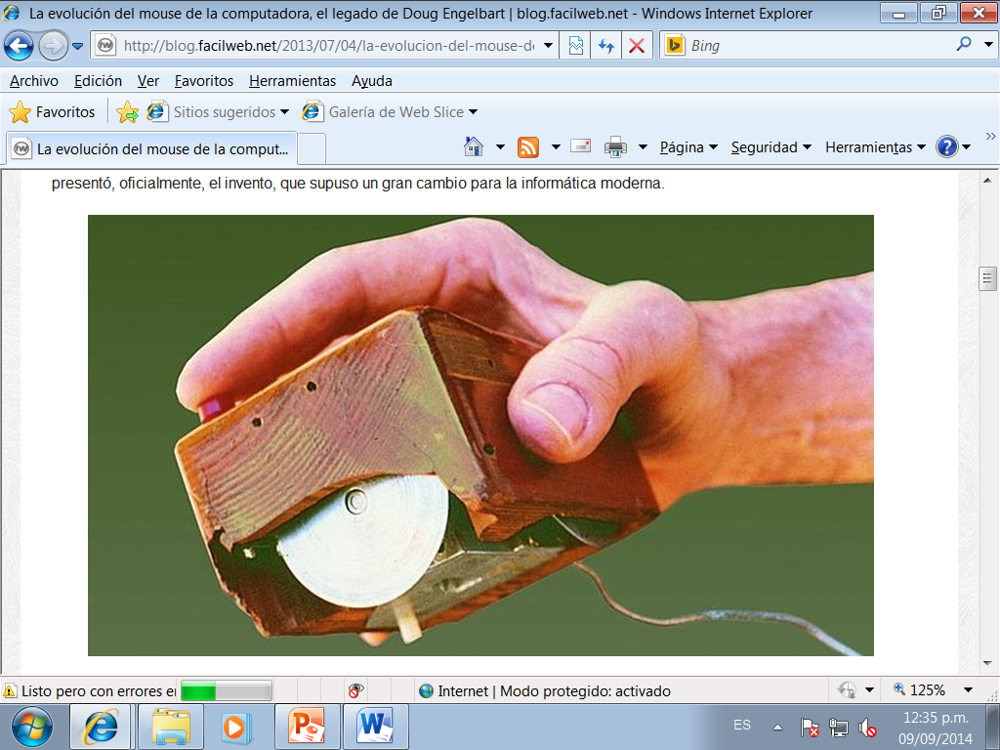 La evolución del mouse de la computadora, el legado de Doug Engelbart | blog.facilweb.net - Windows Internet Explorer
http://blog.facilweb.net/2013/07/04/la-evolucion-del-mouse-de
Bing
Archivo Edición Ver Favoritos Herramientas Ayuda
Favoritos Sitios sugeridos Galería de Web Slice
fw La evolución del mouse de la comput... Página Seguridad Herramientas
presentó, oficialmente, el invento, que supuso un gran cambio para la informática moderna.
Listo pero con errores en Internet | Modo protegido: activado 125%
ES 12:35 p.m.
09/09/2014